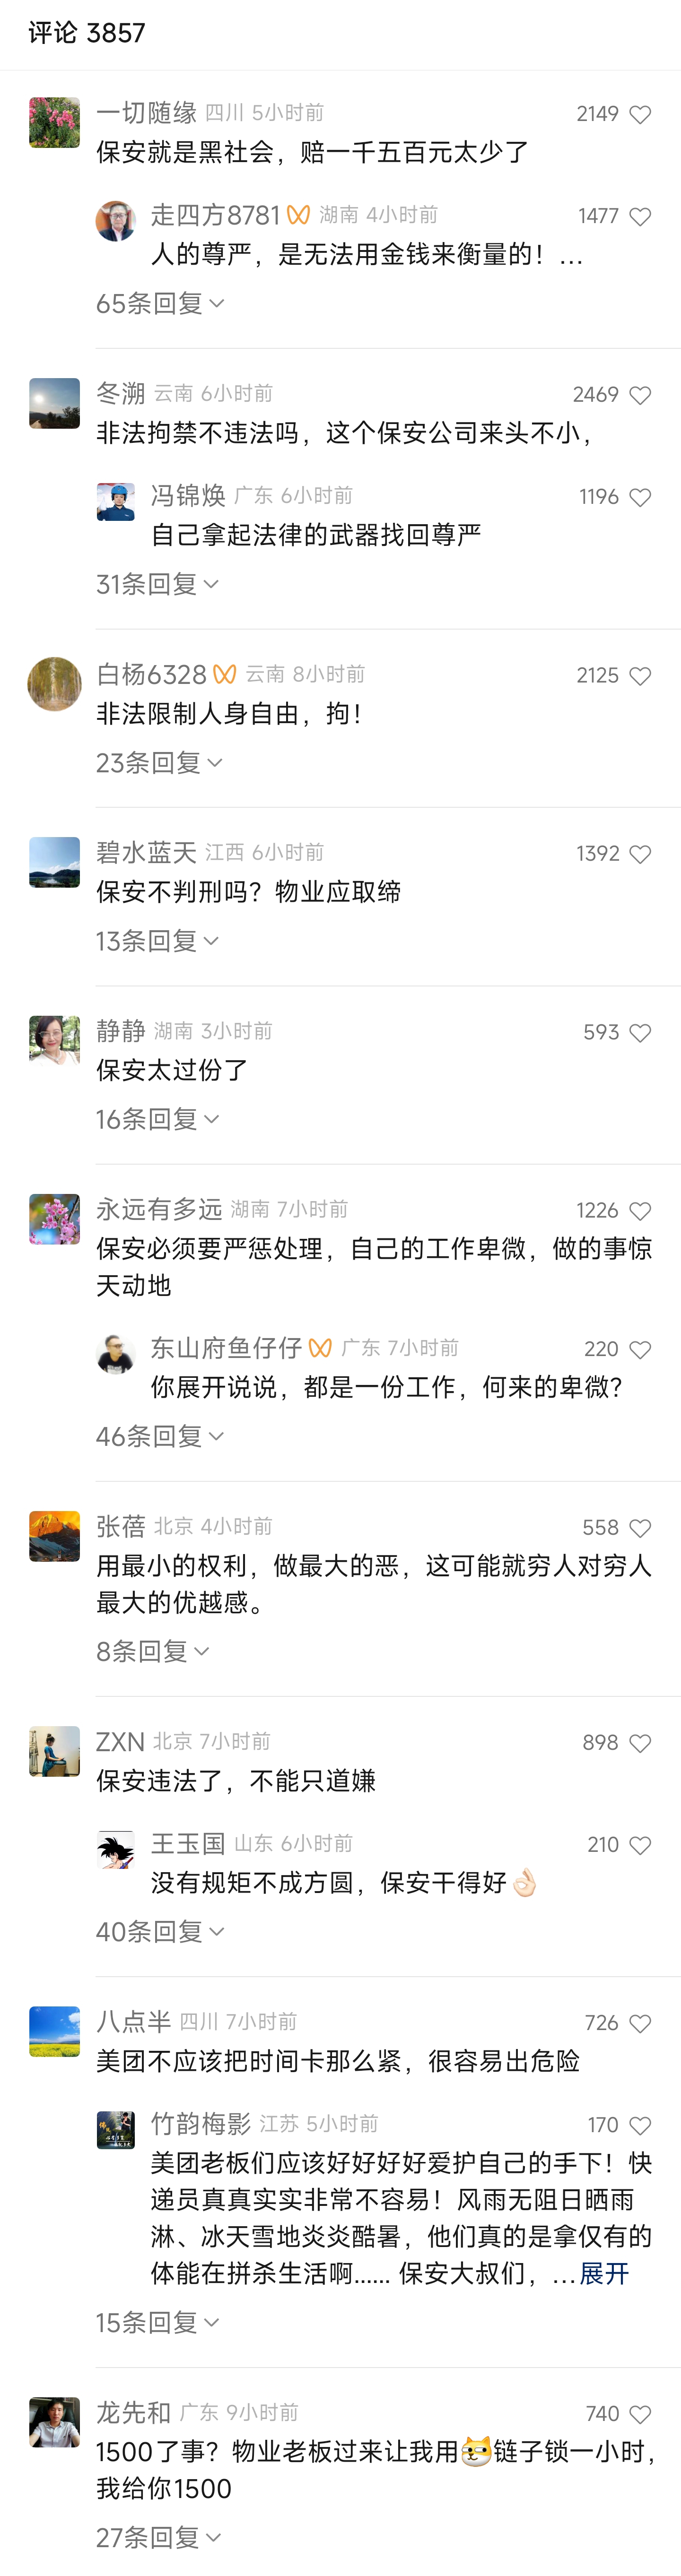 评论 3857
一切随缘 四川 5小时前 2149
保安就是黑社会，赔一千五百元太少了
走四方8781 湖南 4小时前 1477
人的尊严，是无法用金钱来衡量的！...
65条回复
冬溯 云南 6小时前 2469
非法拘禁不违法吗，这个保安公司来头不小，
冯锦焕 广东 6小时前 1196
自己拿起法律的武器找回尊严
31条回复
白杨6328 云南 8小时前 2125
非法限制人身自由，拘！
23条回复
碧水蓝天 江西 6小时前 1392
保安不判刑吗？物业应取缔
13条回复
静静 湖南 3小时前 593
保安太过份了
16条回复
永远有多远 湖南 7小时前 1226
保安必须要严惩处理，自己的工作卑微，做的事惊
天动地
东山府鱼仔仔 广东 7小时前 220
你展开说说，都是一份工作，何来的卑微？
46条回复
张蓓 北京 4小时前 558
用最小的权利，做最大的恶，这可能就穷人对穷人
最大的优越感。
8条回复
ZXN 北京 7小时前 898
保安违法了，不能只道嫌
王玉国 山东 6小时前 210
没有规矩不成方圆，保安干得好👌🏻
40条回复
八点半 四川 7小时前 726
美团不应该把时间卡那么紧，很容易出危险
竹韵梅影 江苏 5小时前 170
美团老板们应该好好好好爱护自己的手下！快
递员真真实实非常不容易！风雨无阻日晒雨
淋、冰天雪地炎炎酷暑，他们真的是拿仅有的
体能在拼杀生活啊...... 保安大叔们，...展开
15条回复
龙先和 广东 9小时前 740
1500了事？物业老板过来让我用链子锁一小时，
我给你1500
27条回复